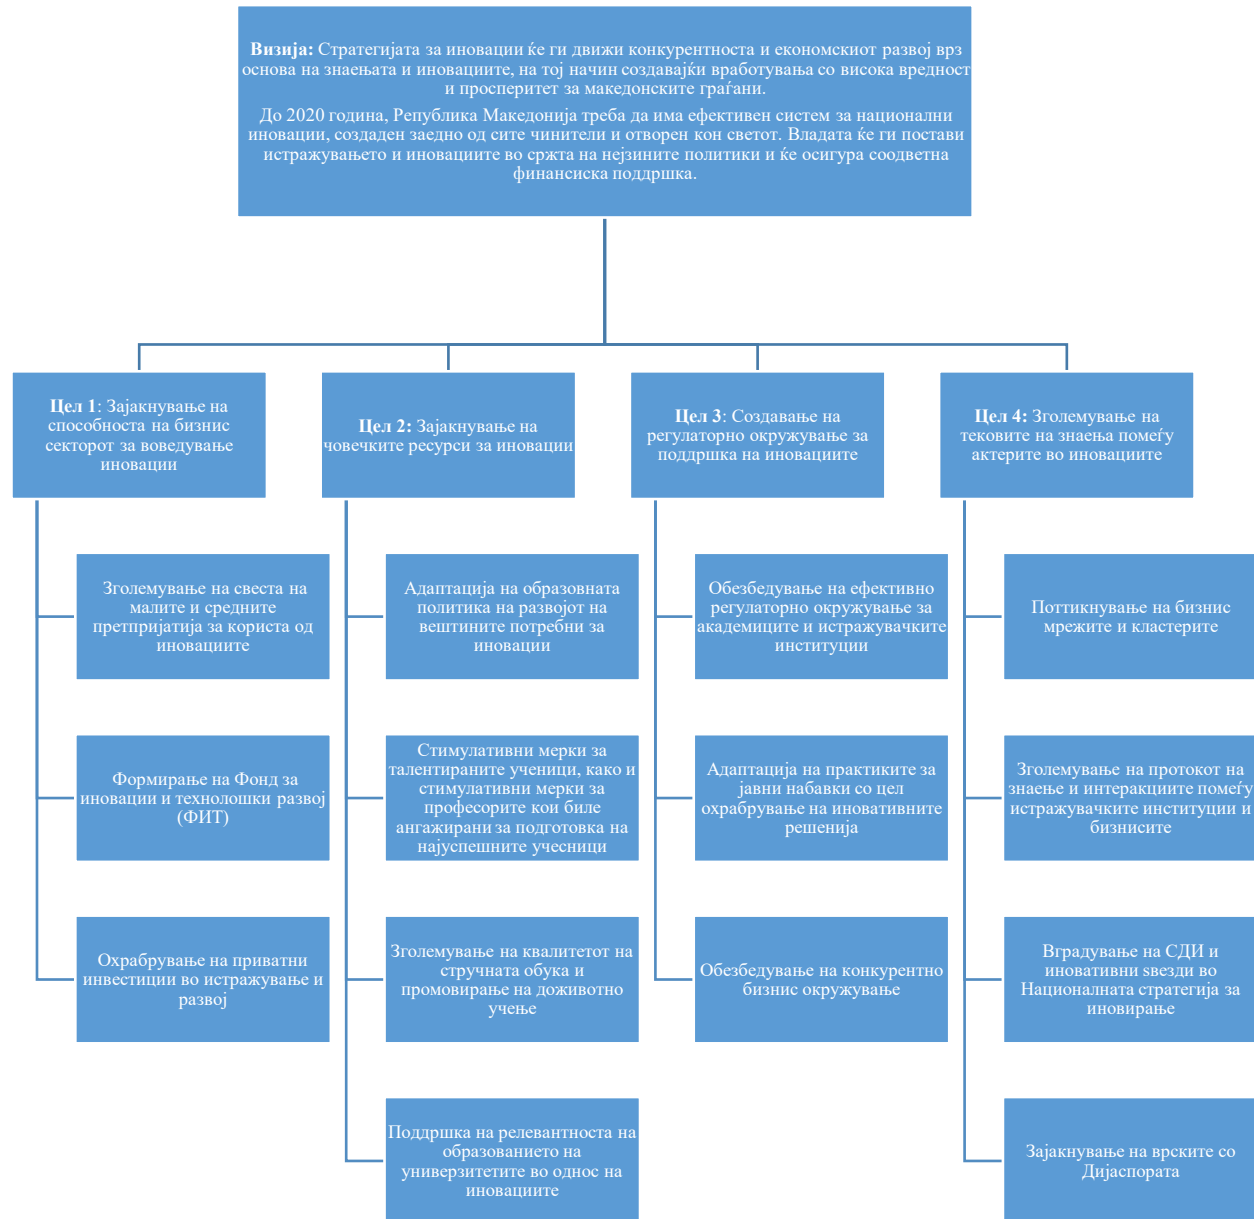 Визија: Стратегијата за иновации ќе ги движи конкурентноста и економскиот развој врз
основа на знаењата и иновациите, на тој начин создавајќи вработувања со висока вредност
и просперитет за македонските граѓани.
До 2020 година, Република Македонија треба да има ефективен систем за национални
иновации, создаден заедно од сите чинители и отворен кон светот. Владата ќе ги постави
истражувањето и иновациите во сржта на нејзините политики и ќе осигура соодветна
финансиска поддршка.
Цел 1: Зајакнување на
способноста на бизнис
секторот за воведување
иновации
Зголемување на свеста на
малите и средните
претпријатија за користа од
иновациите
Формирање на Фонд за
иновации и технолошки развој
(ФИТ)
Охрабрување на приватни
инвестиции во истражување и
развој
Цел 2: Зајакнување на
човечките ресурси за иновации
Адаптација на образовната
политика на развојот на
вештините потребни за
иновации
Стимулативни мерки за
талентираните ученици, како и
стимулативни мерки за
професорите кои биле
ангажирани за подготовка на
најуспешните учесници
Зголемување на квалитетот на
стручната обука и
промовирање на доживотно
учење
Поддршка на релевантноста на
образованието на
универзитетите во однос на
иновациите
Цел 3: Создавање на
регулаторно окружување за
поддршка на иновациите
Обезбедување на ефективно
регулаторно окружување за
академиците и истражувачките
институции
Адаптација на практиките за
јавни набавки со цел
охрабрување на иновативните
решенија
Обезбедување на конкурентно
бизнис окружување
Цел 4: Зголемување на
тековите на знаења помеѓу
актерите во иновациите
Поттикнување на бизнис
мрежите и кластерите
Зголемување на протокот на
знаење и интеракциите помеѓу
истражувачките институции и
бизнисите
Вградување на СДИ и
иновативни ѕвезди во
Националната стратегија за
иновирање
Зајакнување на врските со
Дијаспората